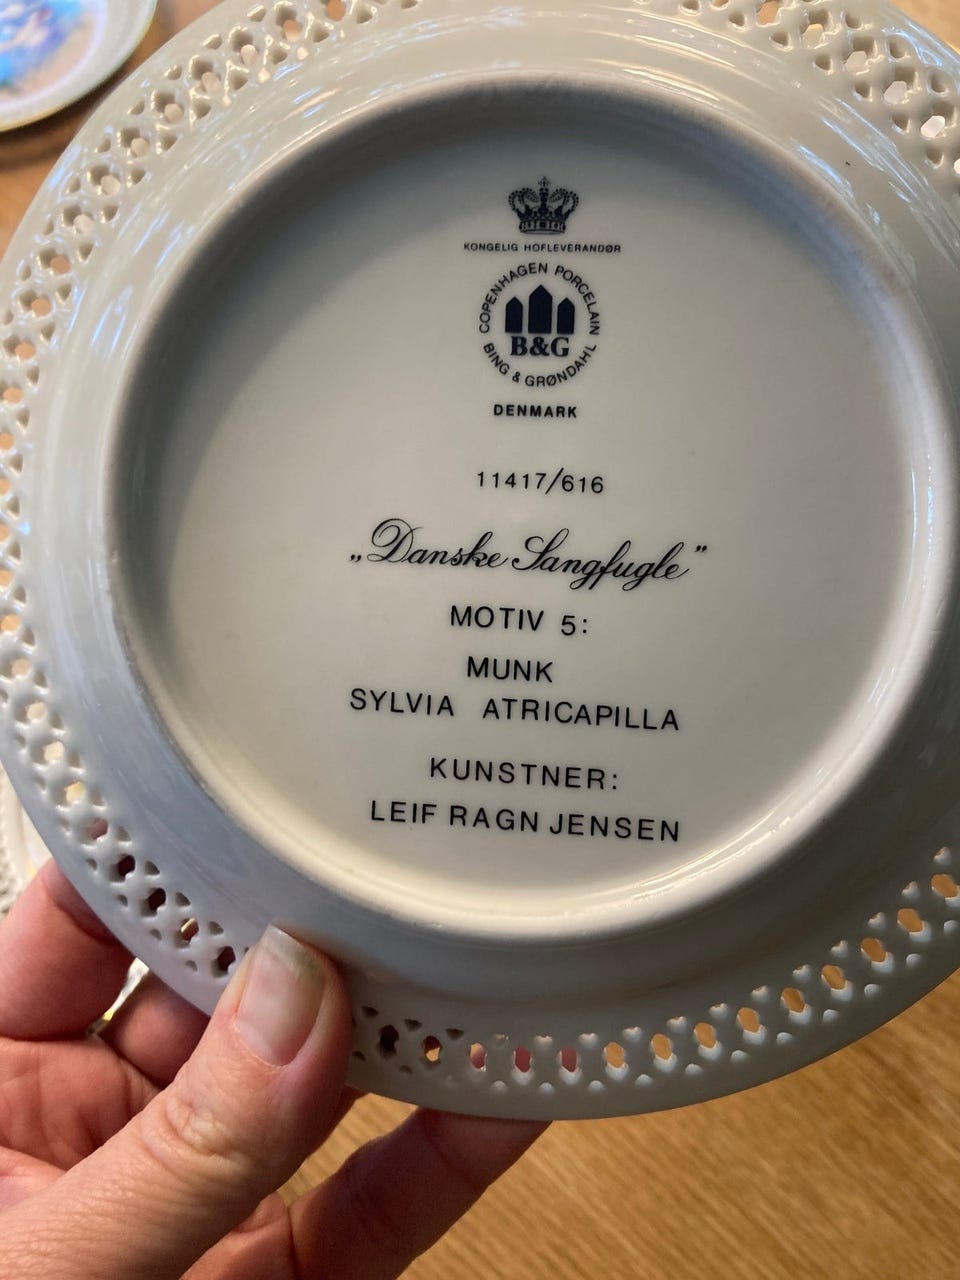 KONGELIG HOFLEVERANDØR
COPENHAGEN PORCELAIN
B&G
BING & GRØNDAHL
DENMARK
11417/616
„Danske Sangfugle”
MOTIV 5:
MUNK
SYLVIA ATRICAPILLA
KUNSTNER:
LEIF RAGN JENSEN